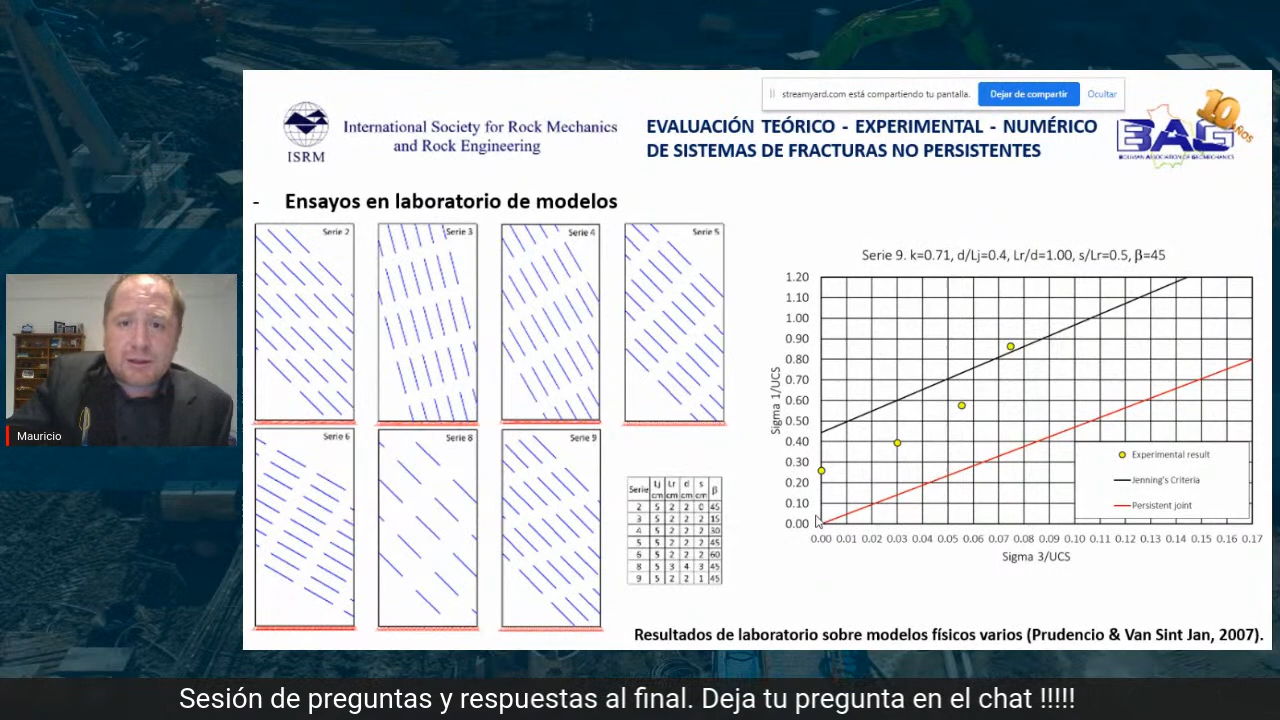 streamyard.com está compartiendo tu pantalla.
Dejar de compartir
Ocultar
ISRM
International Society for Rock Mechanics
and Rock Engineering
EVALUACIÓN TEÓRICO - EXPERIMENTAL - NUMÉRICO
DE SISTEMAS DE FRACTURAS NO PERSISTENTES
10
AÑOS
BAG
BOLIVIAN ASSOCIATION OF GEOMECHANICS
- Ensayos en laboratorio de modelos
Serie 2
Serie 3
Serie 4
Serie 5
Serie 6
Serie 8
Serie 9
Serie Lj cm Lr cm d cm s cm β
2 5 2 2 0 45
3 5 2 2 2 15
4 5 2 2 2 30
5 5 2 2 2 45
6 5 2 2 2 60
8 5 3 4 3 45
9 5 2 2 1 45
Serie 9. k=0.71, d/Lj=0.4, Lr/d=1.00, s/Lr=0.5, β=45
Sigma 1/UCS
1.20
1.10
1.00
0.90
0.80
0.70
0.60
0.50
0.40
0.30
0.20
0.10
0.00
Experimental result
Jenning's Criteria
Persistent joint
0.00 0.01 0.02 0.03 0.04 0.05 0.06 0.07 0.08 0.09 0.10 0.11 0.12 0.13 0.14 0.15 0.16 0.17
Sigma 3/UCS
Resultados de laboratorio sobre modelos físicos varios (Prudencio & Van Sint Jan, 2007).
Mauricio
Sesión de preguntas y respuestas al final. Deja tu pregunta en el chat !!!!!